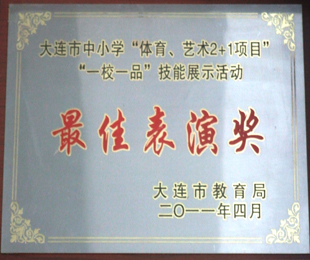 大连市中小学“体育、艺术2+1项目”
“一校一品”技能展示活动
最佳表演奖
大连市教育局
二〇一一年四月